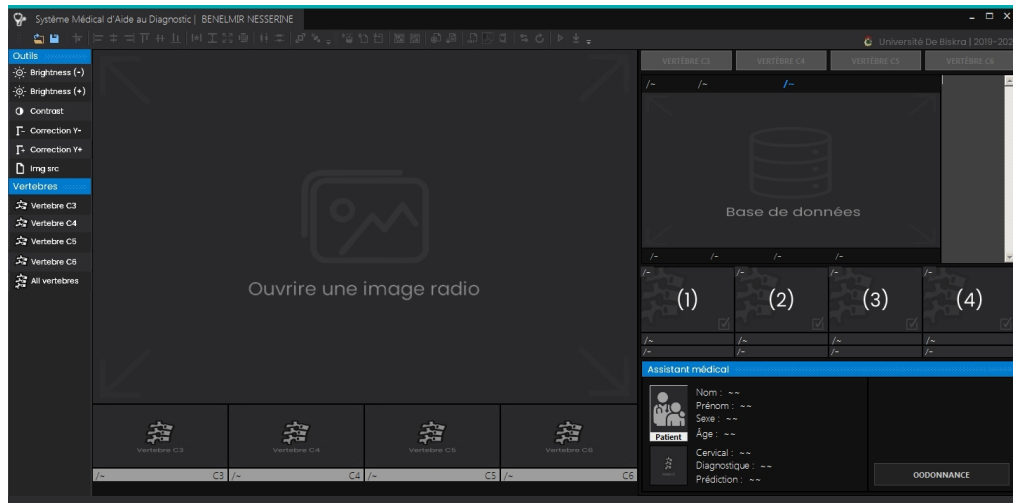 Système Médical d'Aide au Diagnostic | BENELMIR NESSERINE
Université De Biskra | 2019-202
Outils
Brightness (-)
Brightness (+)
Contrast
Correction Y-
Correction Y+
Img src
Vertebres
Vertebre C3
Vertebre C4
Vertebre C5
Vertebre C6
All vertebres
Ouvrire une image radio
Vertebre C3
Vertebre C4
Vertebre C5
Vertebre C6
/~ C3
/~ C4
/~ C5
/~ C6
VERTÈBRE C3
VERTÈBRE C4
VERTÈBRE C5
VERTÈBRE C6
/~ /~ /~
Base de données
/~ /~ /~ /~
/~ /~ /~ /~
(1) (2) (3) (4)
/~ /~ /~ /~
/~ /~ /~ /~
Assistant médical
Patient
Nom : ~~
Prénom : ~~
Sexe : ~~
Âge : ~~
Cervical : ~~
Diagnostique : ~~
Prédiction : ~~
OODONNANCE